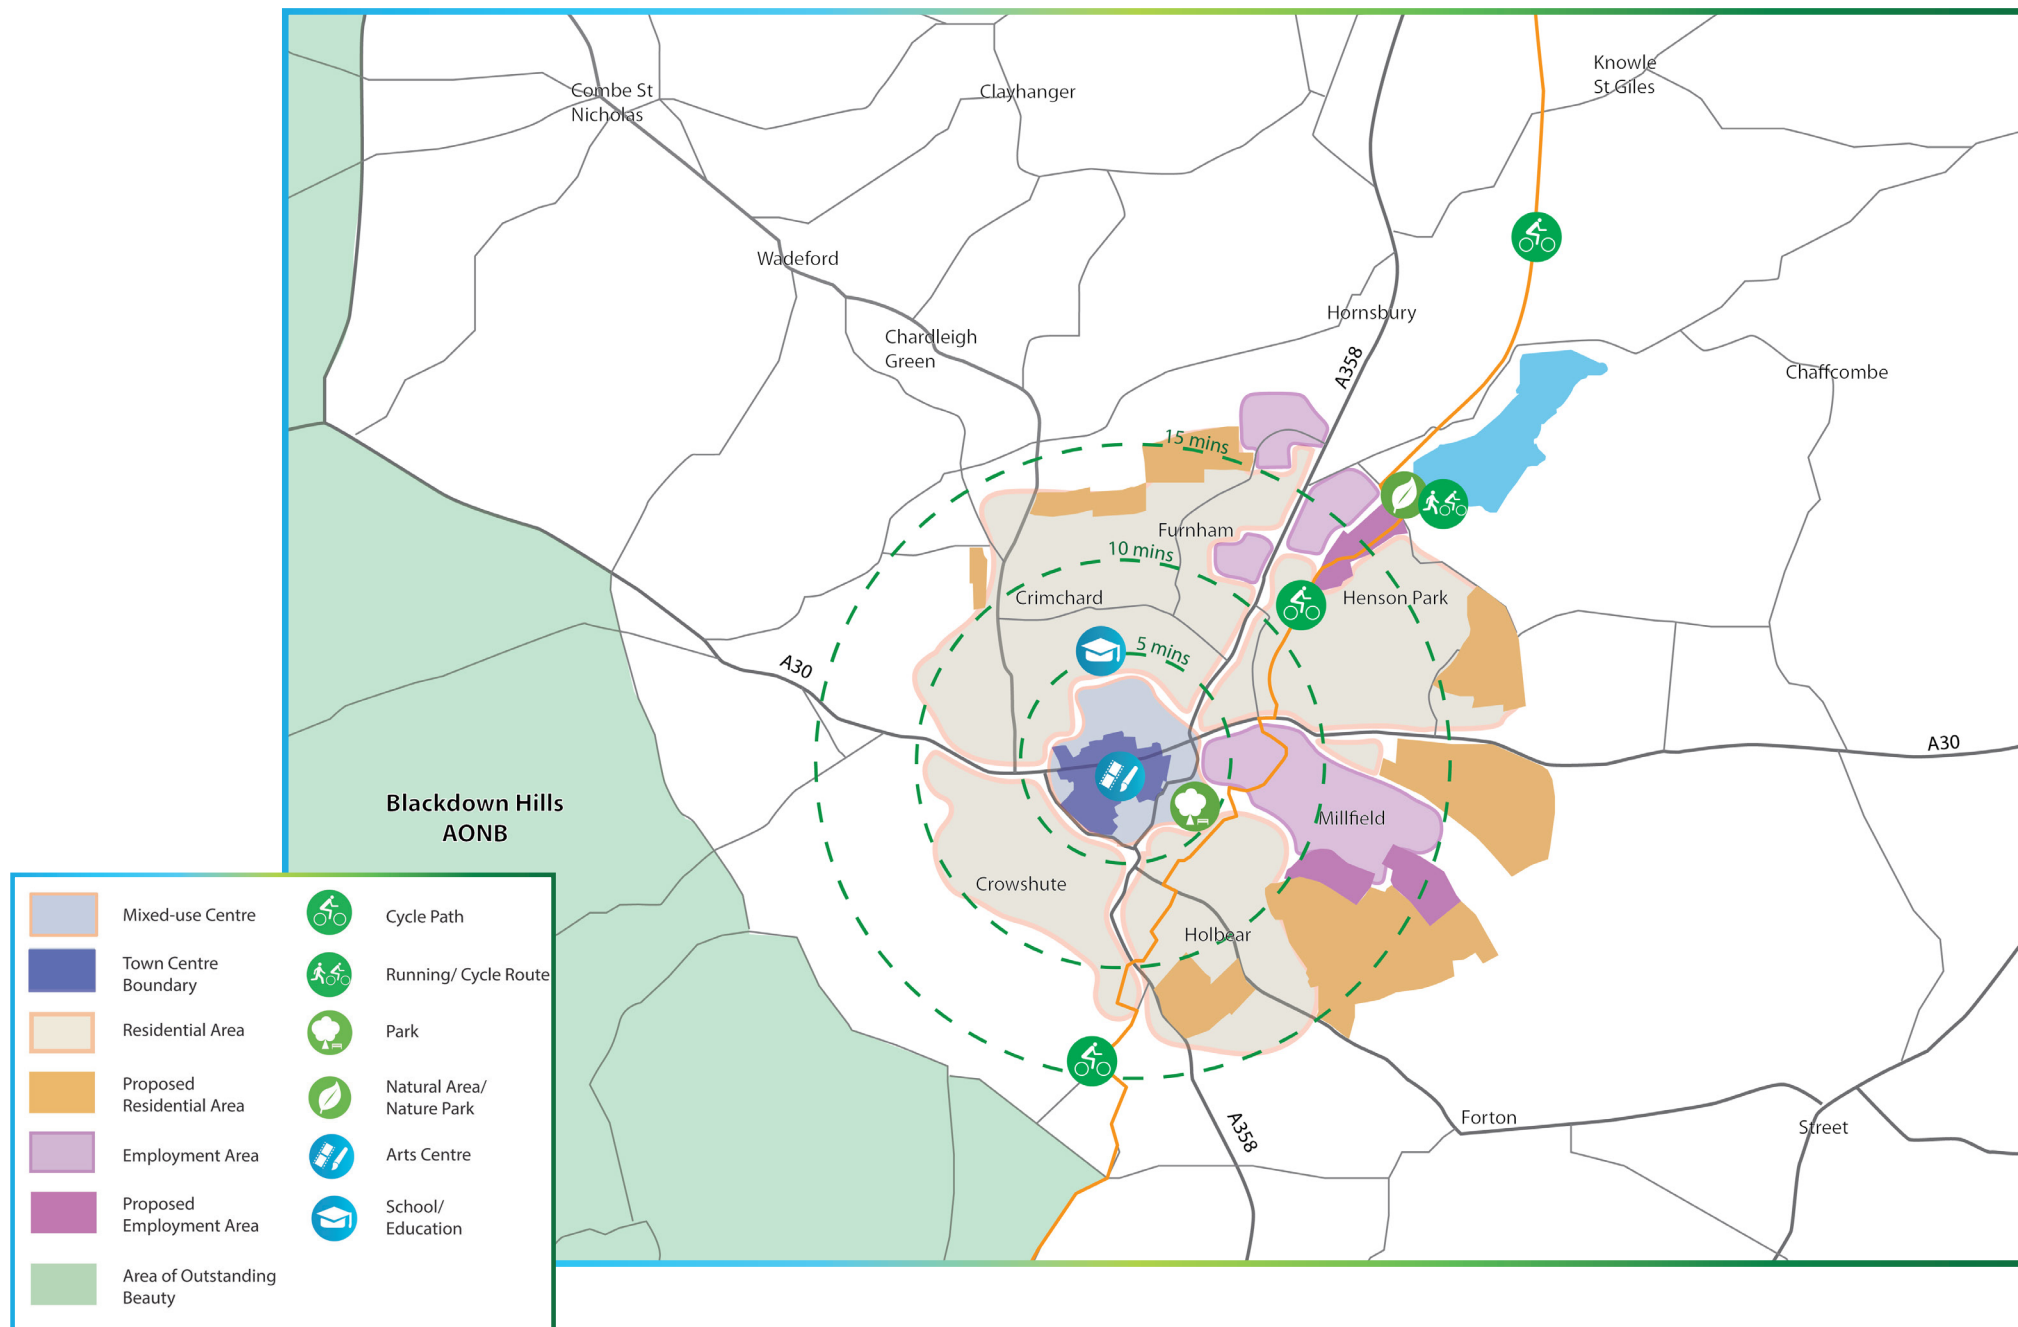 Knowle
St Giles
Combe St
Nicholas
Clayhanger
Wadeford
Hornsbury
Chardleigh
Green
A358
Chaffcombe
15 mins
Furnham
10 mins
Crimchard
Henson Park
5 mins
A30
A30
Blackdown Hills
AONB
Millfield
Crowshute
Holbear
Forton
A358
Street
Mixed-use Centre
Town Centre
Boundary
Residential Area
Proposed
Residential Area
Employment Area
Proposed
Employment Area
Area of Outstanding
Beauty
Cycle Path
Running/ Cycle Route
Park
Natural Area/
Nature Park
Arts Centre
School/
Education